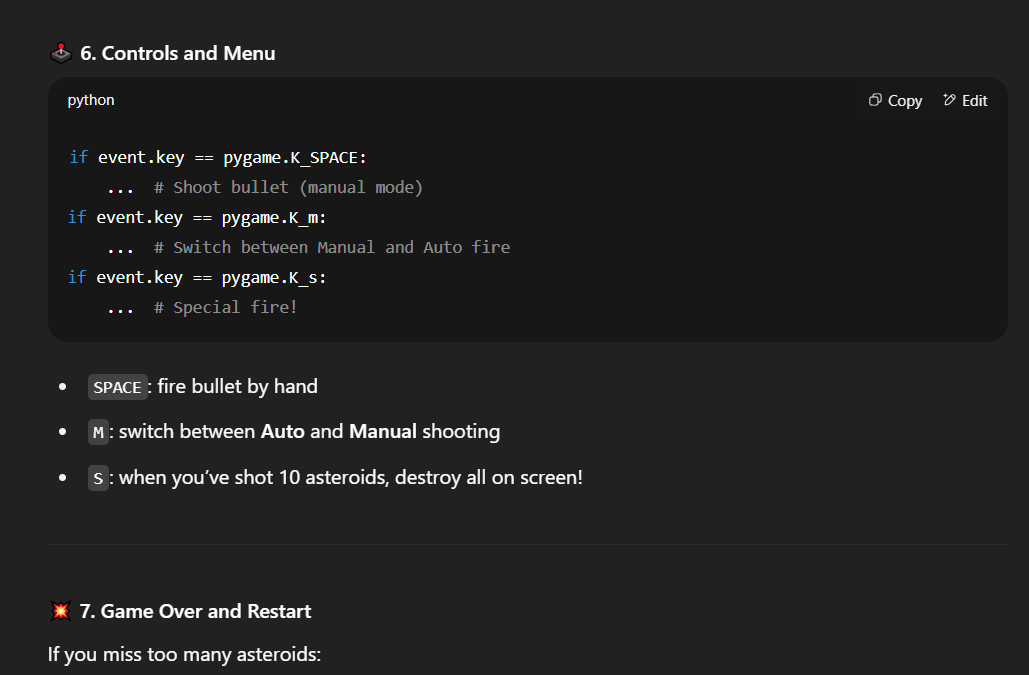 🕹️ 6. Controls and Menu
python
Copy
Edit
if event.key == pygame.K_SPACE:
    ...  # Shoot bullet (manual mode)
if event.key == pygame.K_m:
    ...  # Switch between Manual and Auto fire
if event.key == pygame.K_s:
    ...  # Special fire!
• SPACE: fire bullet by hand
• M: switch between Auto and Manual shooting
• S: when you’ve shot 10 asteroids, destroy all on screen!
💥 7. Game Over and Restart
If you miss too many asteroids: